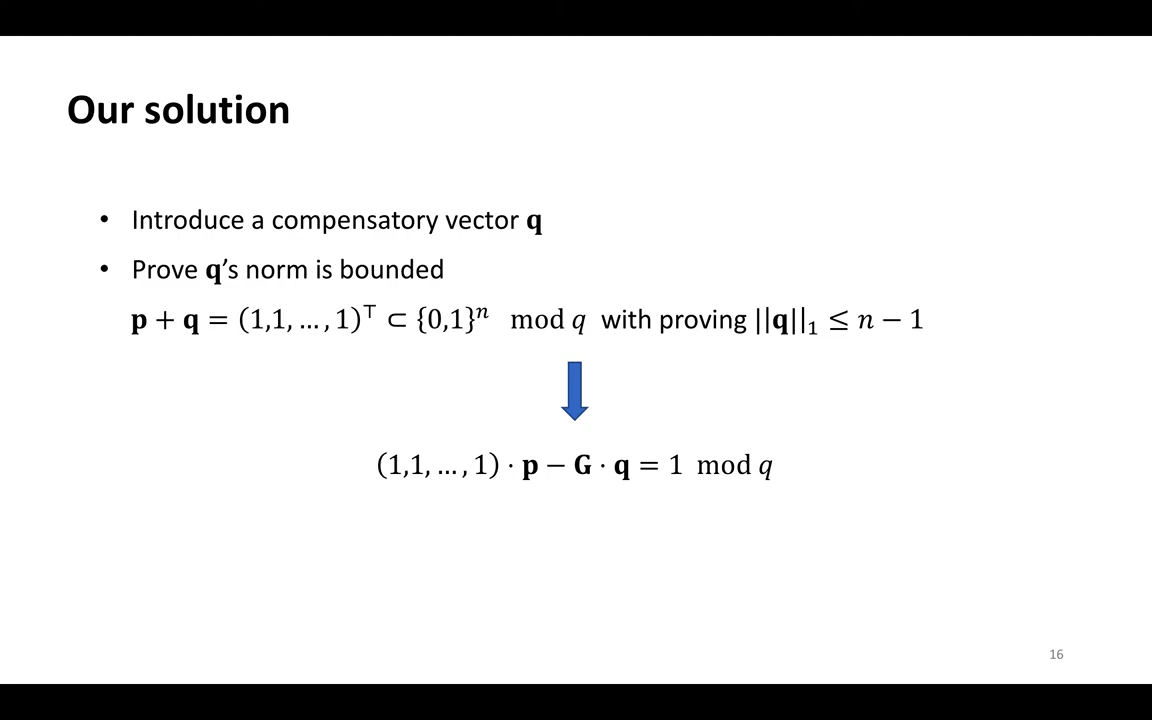 Our solution
• Introduce a compensatory vector q
• Prove q's norm is bounded
p + q = (1,1, … , 1)⊤ ⊂ {0,1}ⁿ mod q with proving ||q||₁ ≤ n − 1
(1,1, … , 1) · p − G · q = 1 mod q
16